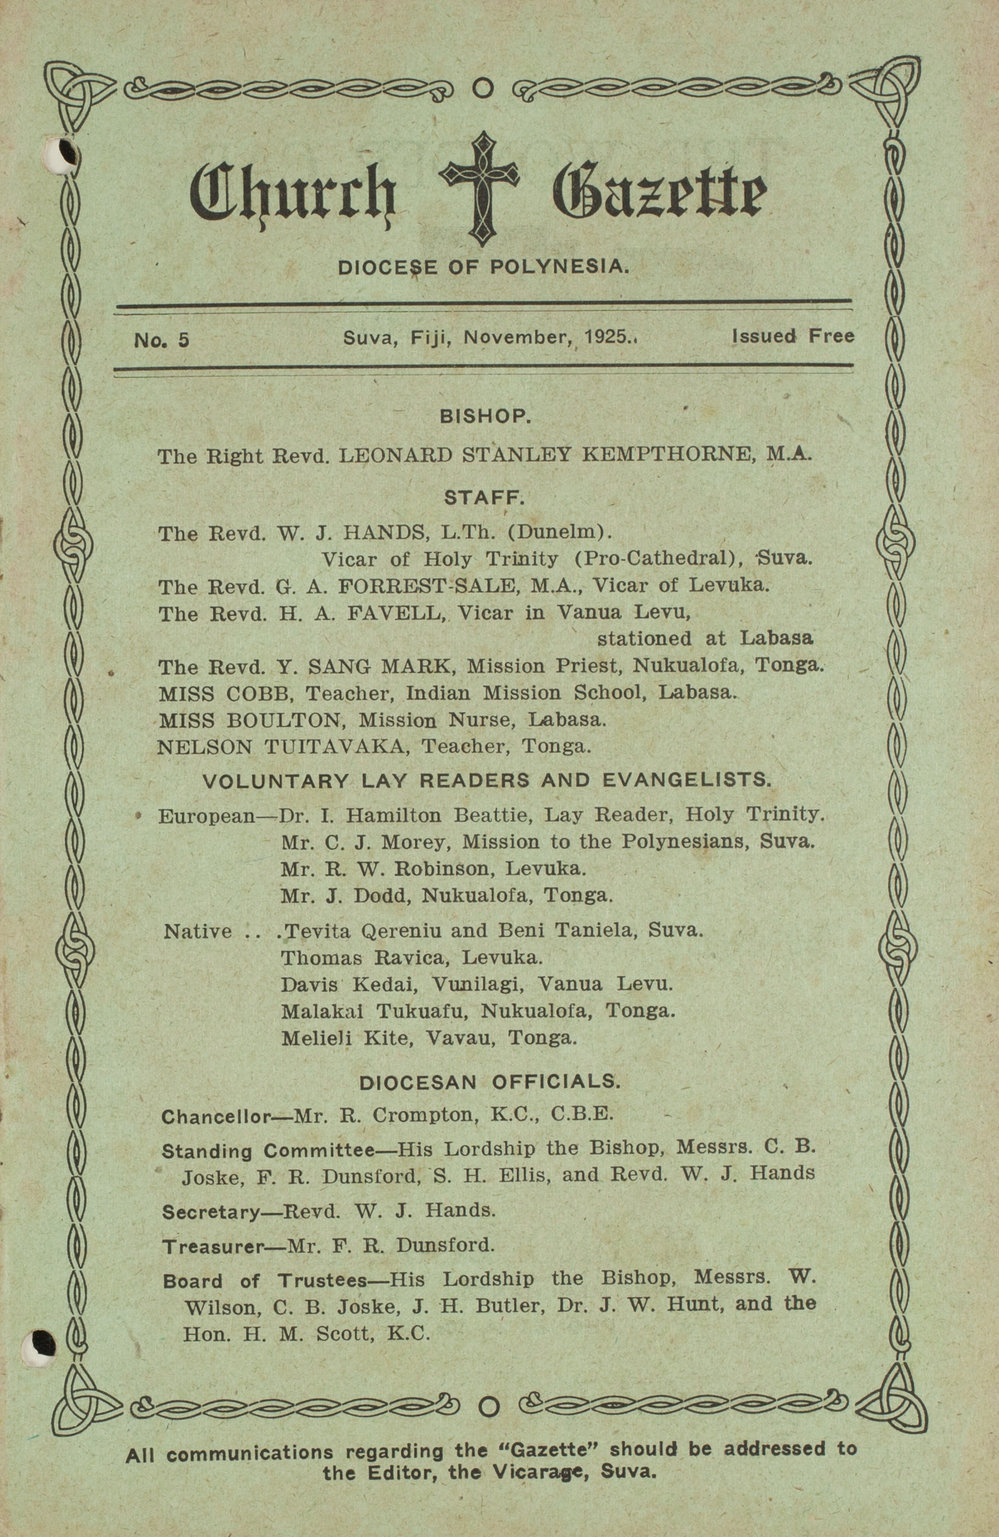 Church Gazette
DIOCESE OF POLYNESIA.
No. 5 Suva, Fiji, November, 1925.. Issued Free
BISHOP.
The Right Revd. LEONARD STANLEY KEMPTHORNE, M.A.
STAFF.
The Revd. W. J. HANDS, L.Th. (Dunelm).
Vicar of Holy Trinity (Pro-Cathedral), Suva.
The Revd. G. A. FORREST-SALE, M.A., Vicar of Levuka.
The Revd. H. A. FAVELL, Vicar in Vanua Levu,
stationed at Labasa
The Revd. Y. SANG MARK, Mission Priest, Nukualofa, Tonga.
MISS COBB, Teacher, Indian Mission School, Labasa.
MISS BOULTON, Mission Nurse, Labasa.
NELSON TUITAVAKA, Teacher, Tonga.
VOLUNTARY LAY READERS AND EVANGELISTS.
European—Dr. I. Hamilton Beattie, Lay Reader, Holy Trinity.
Mr. C. J. Morey, Mission to the Polynesians, Suva.
Mr. R. W. Robinson, Levuka.
Mr. J. Dodd, Nukualofa, Tonga.
Native .. .Tevita Qereniu and Beni Taniela, Suva.
Thomas Ravica, Levuka.
Davis Kedai, Vunilagi, Vanua Levu.
Malakai Tukuafu, Nukualofa, Tonga.
Melieli Kite, Vavau, Tonga.
DIOCESAN OFFICIALS.
Chancellor—Mr. R. Crompton, K.C., C.B.E.
Standing Committee—His Lordship the Bishop, Messrs. C. B.
Joske, F. R. Dunsford, S. H. Ellis, and Revd. W. J. Hands
Secretary—Revd. W. J. Hands.
Treasurer—Mr. F. R. Dunsford.
Board of Trustees—His Lordship the Bishop, Messrs. W.
Wilson, C. B. Joske, J. H. Butler, Dr. J. W. Hunt, and the
Hon. H. M. Scott, K.C.
All communications regarding the "Gazette" should be addressed to
the Editor, the Vicarage, Suva.